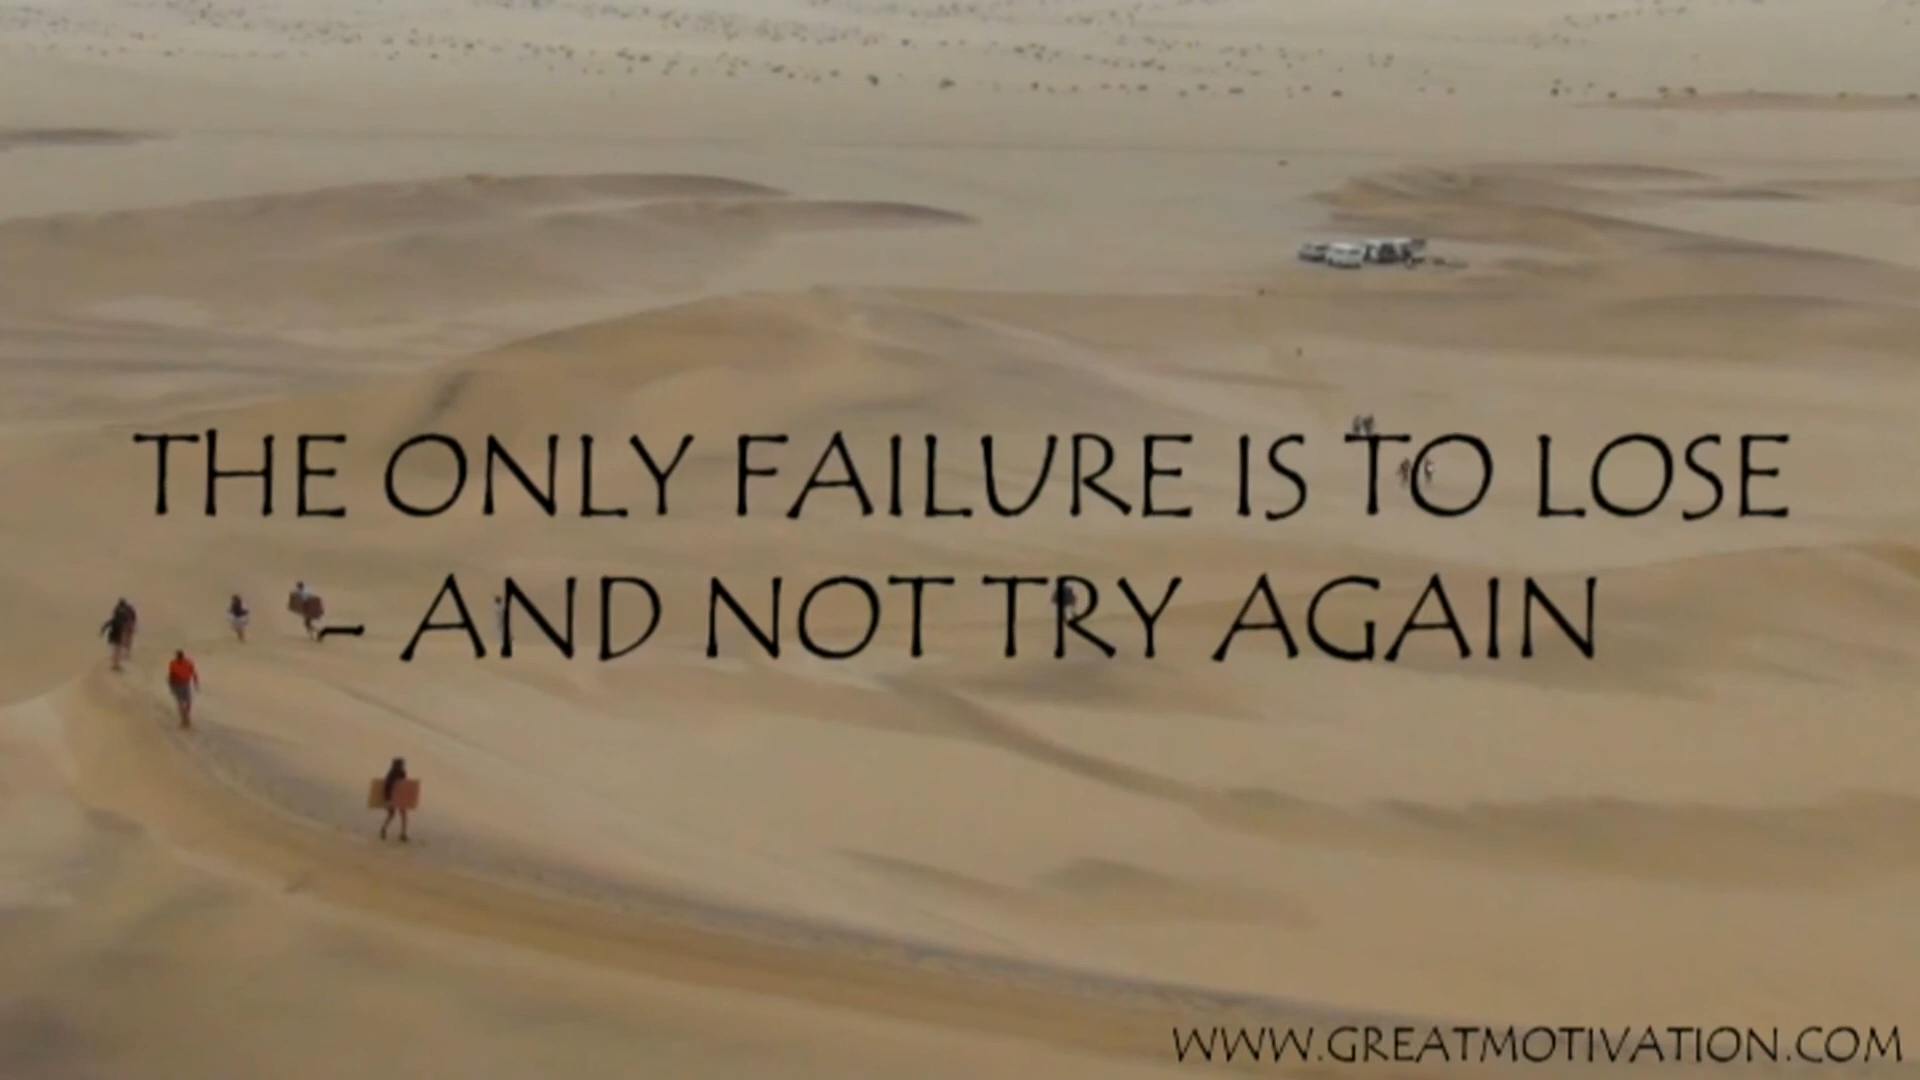 THE ONLY FAILURE IS TO LOSE
– AND NOT TRY AGAIN
WWW.GREATMOTIVATION.COM